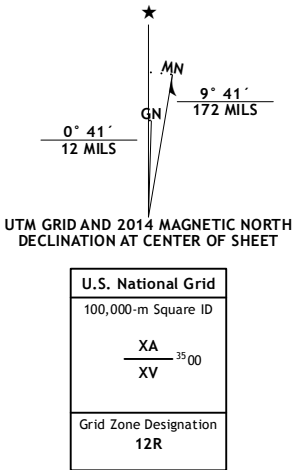 ★
MN
GN
9° 41´
172 MILS
0° 41´
12 MILS
UTM GRID AND 2014 MAGNETIC NORTH
DECLINATION AT CENTER OF SHEET
U.S. National Grid
100,000-m Square ID
XA
3500
XV
Grid Zone Designation
12R